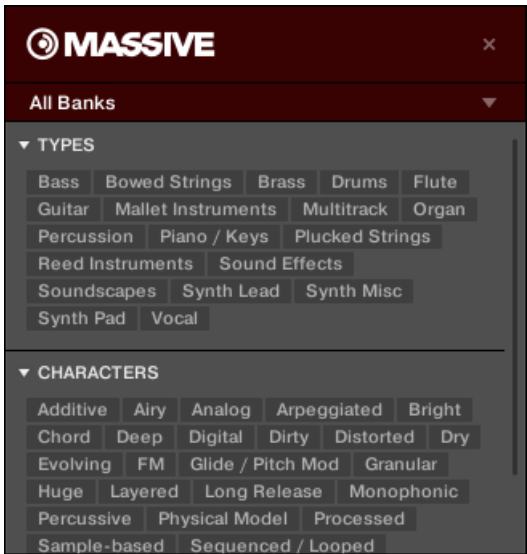 MASSIVE
All Banks
TYPES
Bass Bowed Strings Brass Drums Flute
Guitar Mallet Instruments Multitrack Organ
Percussion Piano / Keys Plucked Strings
Reed Instruments Sound Effects
Soundscapes Synth Lead Synth Misc
Synth Pad Vocal
CHARACTERS
Additive Airy Analog Arpeggiated Bright
Chord Deep Digital Dirty Distorted Dry
Evolving FM Glide / Pitch Mod Granular
Huge Layered Long Release Monophonic
Percussive Physical Model Processed
Sample-based Sequenced / Looped